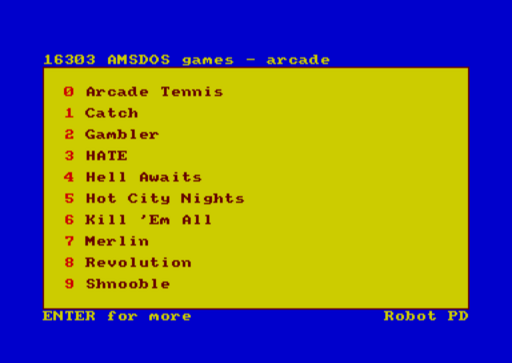 16303 AMSDOS games - arcade
0 Arcade Tennis
1 Catch
2 Gambler
3 HATE
4 Hell Awaits
5 Hot City Nights
6 Kill 'Em All
7 Merlin
8 Revolution
9 Shnooble
ENTER for more Robot PD